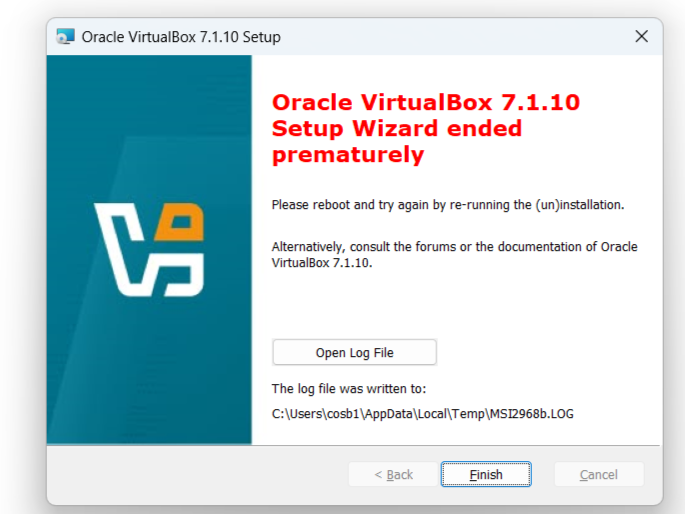 Oracle VirtualBox 7.1.10 Setup
Oracle VirtualBox 7.1.10
Setup Wizard ended
prematurely
Please reboot and try again by re-running the (un)installation.
Alternatively, consult the forums or the documentation of Oracle
VirtualBox 7.1.10.
Open Log File
The log file was written to:
C:\Users\cosb1\AppData\Local\Temp\MSI2968b.LOG
< Back
Finish
Cancel